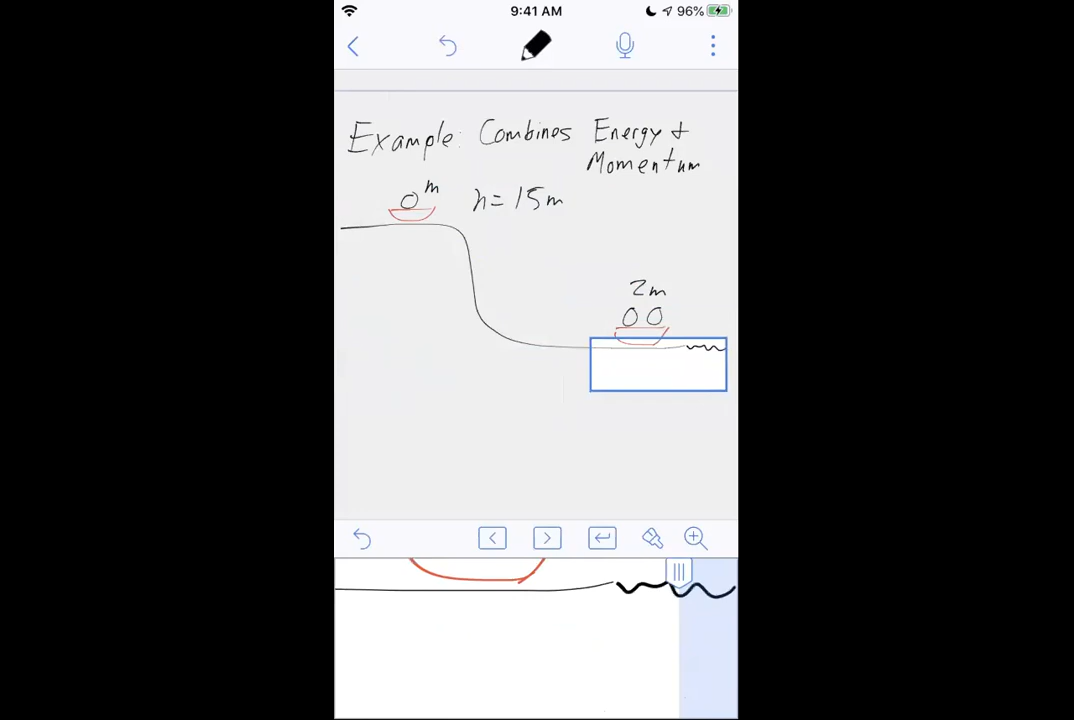 9:41 AM
96%
Example: Combines Energy &
Momentum
m
h = 15m
2m